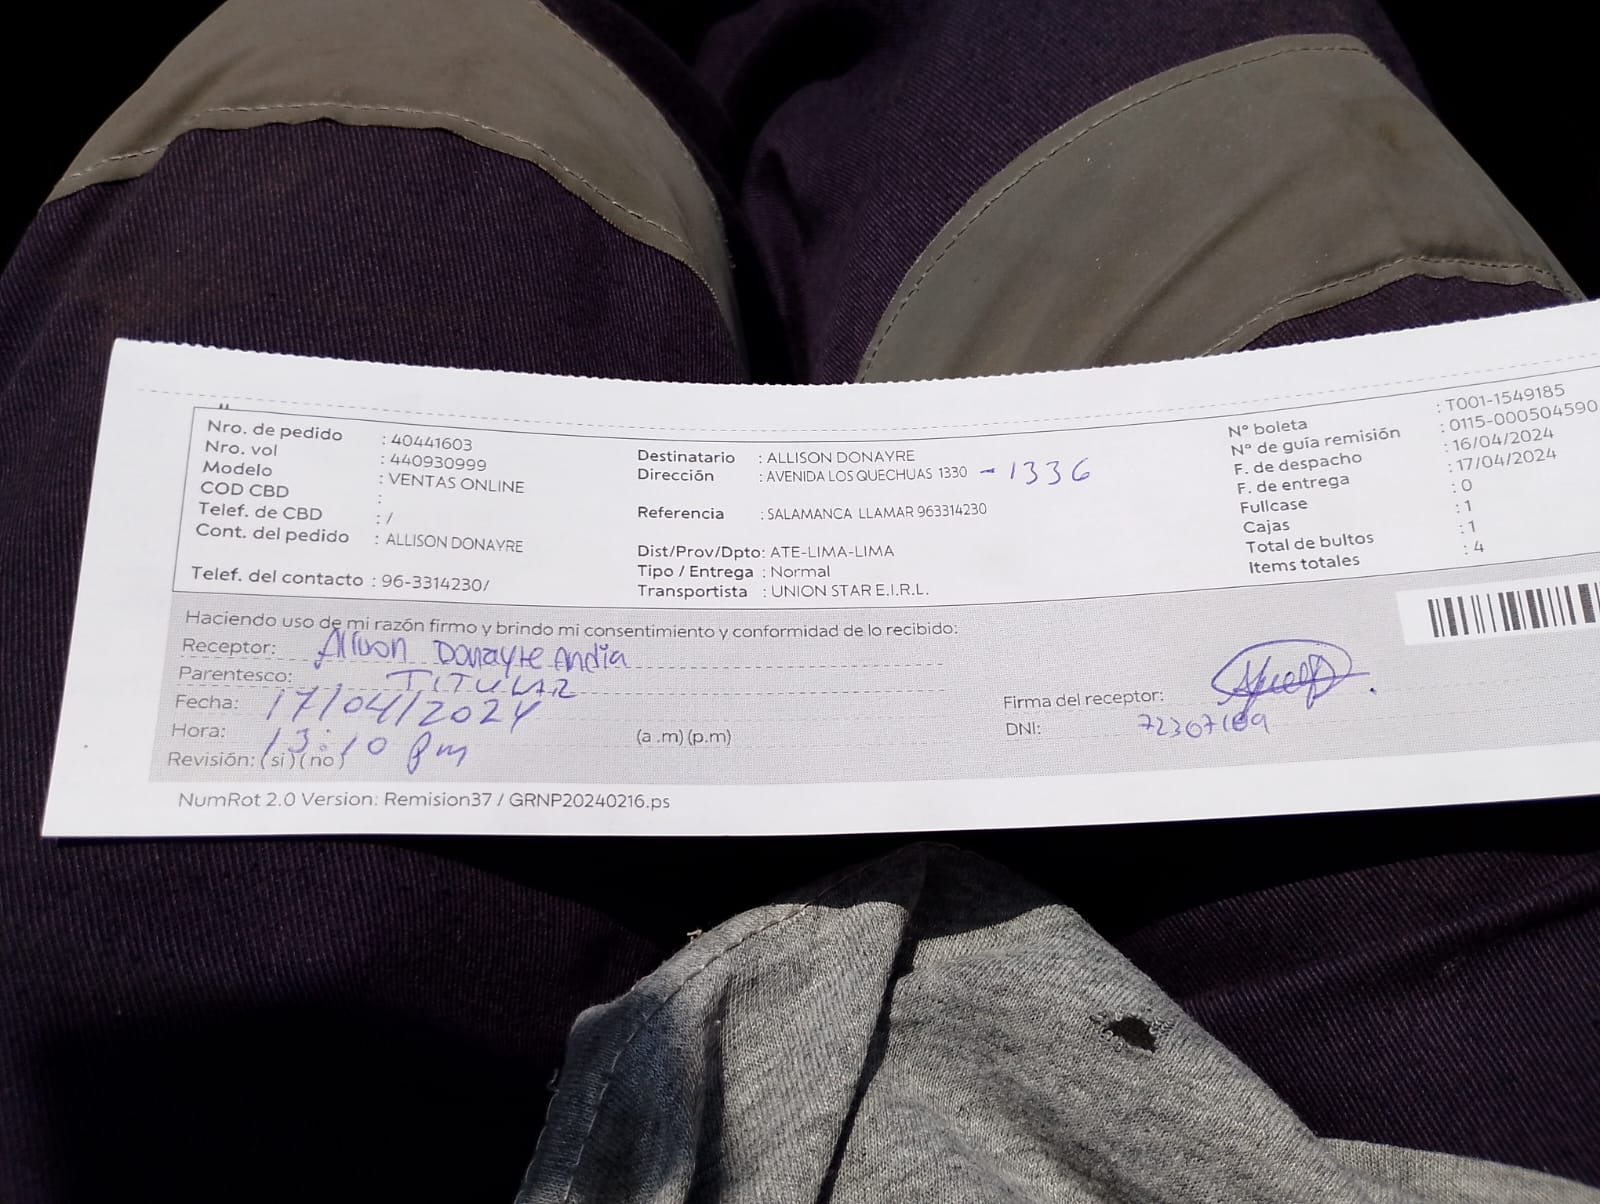 Nro. de pedido : 40441603
Nro. vol : 440930999
Modelo : VENTAS ONLINE
COD CBD :
Telef. de CBD : /
Cont. del pedido : ALLISON DONAYRE
Telef. del contacto : 96-3314230/
Destinatario : ALLISON DONAYRE
Dirección : AVENIDA LOS QUECHUAS 1330 - 1336
Referencia : SALAMANCA LLAMAR 963314230
Dist/Prov/Dpto: ATE-LIMA-LIMA
Tipo / Entrega : Normal
Transportista : UNION STAR E.I.R.L.
N° boleta : T001-1549185
N° de guía remisión : 0115-000504590
F. de despacho : 16/04/2024
F. de entrega : 17/04/2024
Fullcase : 0
Cajas : 1
Total de bultos : 1
Items totales : 4
Haciendo uso de mi razón firmo y brindo mi consentimiento y conformidad de lo recibido:
Receptor: Allison Donayre Andia
Parentesco: TITULAR
Fecha: 17/04/2024
Hora: 13:10 pm (a.m) (p.m)
Revisión: (si) (no)
Firma del receptor:
DNI:
NumRot 2.0 Version: Remision37 / GRNP20240216.ps